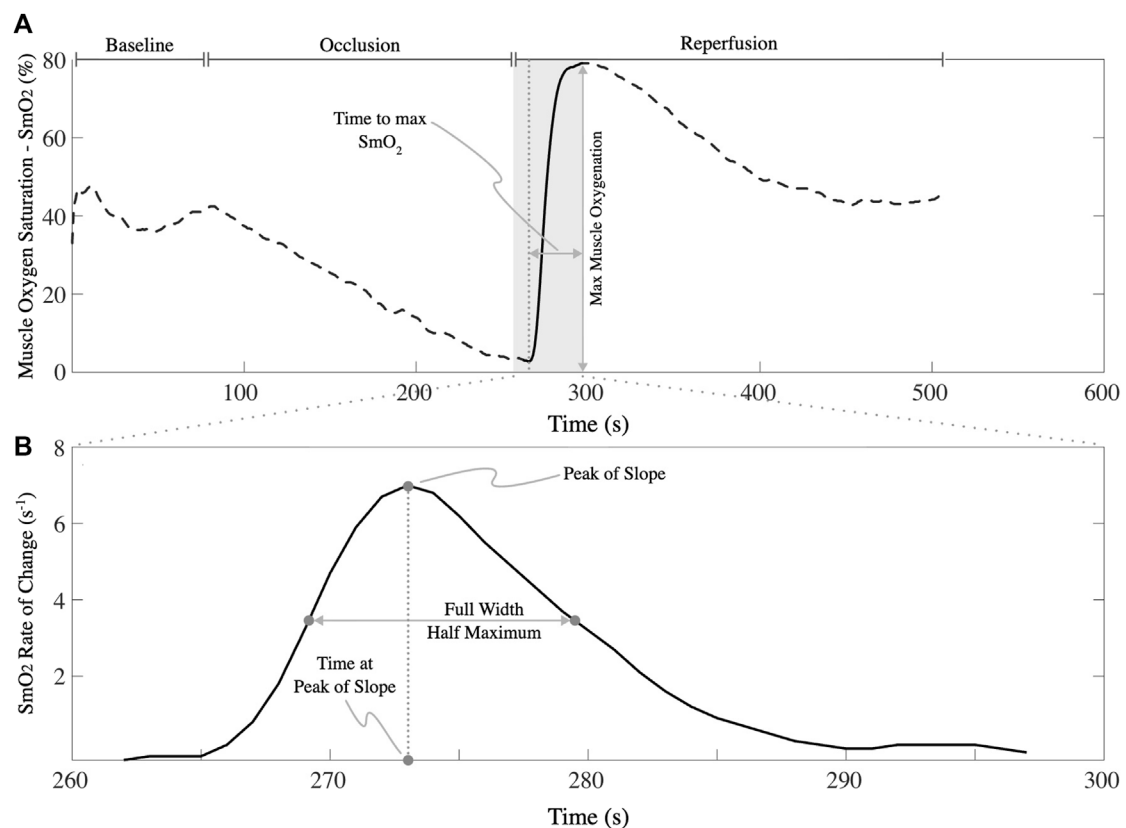 A
Baseline
Occlusion
Reperfusion
Muscle Oxygen Saturation - SmO2 (%)
80
60
40
20
0
Time to max
SmO₂
Max Muscle Oxygenation
100
200
300
400
500
600
Time (s)
B
SmO2 Rate of Change (s⁻¹)
8
6
4
2
Peak of Slope
Full Width
Half Maximum
Time at
Peak of Slope
260
270
280
290
300
Time (s)